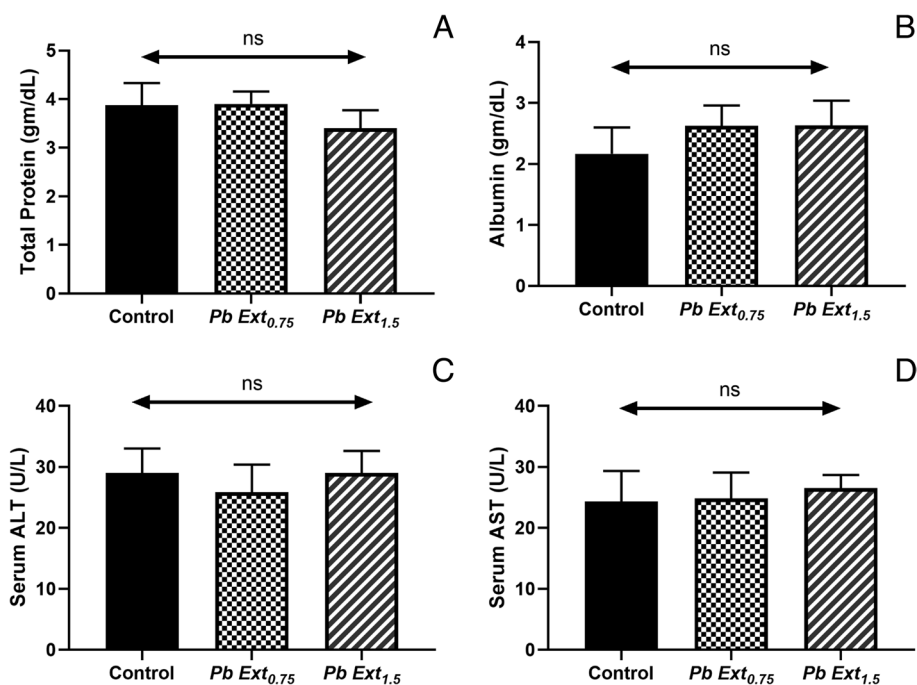 A
ns
Total Protein (gm/dL)
5
4
3
2
1
0
Control
Pb Ext0.75
Pb Ext1.5
B
ns
Albumin (gm/dL)
4
3
2
1
0
Control
Pb Ext0.75
Pb Ext1.5
C
ns
Serum ALT (U/L)
40
30
20
10
0
Control
Pb Ext0.75
Pb Ext1.5
D
ns
Serum AST (U/L)
40
30
20
10
0
Control
Pb Ext0.75
Pb Ext1.5